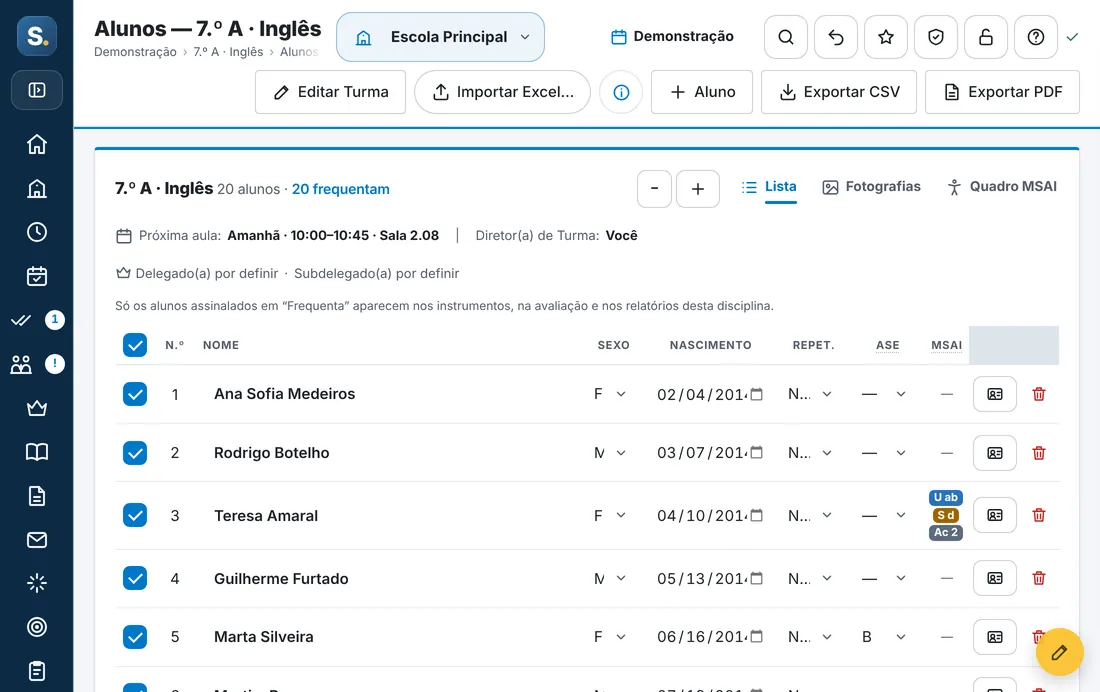 S.
Alunos — 7.º A · Inglês
Demonstração › 7.º A · Inglês › Alunos
Escola Principal
Demonstração
Editar Turma
Importar Excel...
Aluno
Exportar CSV
Exportar PDF
7.º A · Inglês 20 alunos · 20 frequentam
- +
Lista
Fotografias
Quadro MSAI
Próxima aula: Amanhã · 10:00–10:45 · Sala 2.08 | Diretor(a) de Turma: Você
Delegado(a) por definir · Subdelegado(a) por definir
Só os alunos assinalados em “Frequenta” aparecem nos instrumentos, na avaliação e nos relatórios desta disciplina.
N.º NOME SEXO NASCIMENTO REPET. ASE MSAI
1 Ana Sofia Medeiros F 02/04/201 N... — —
1
2 Rodrigo Botelho M 03/07/201 N... — —
!
3 Teresa Amaral F 04/10/201 N... — U ab
S d
Ac 2
4 Guilherme Furtado M 05/13/201 N... — —
5 Marta Silveira F 06/16/201 N... B —